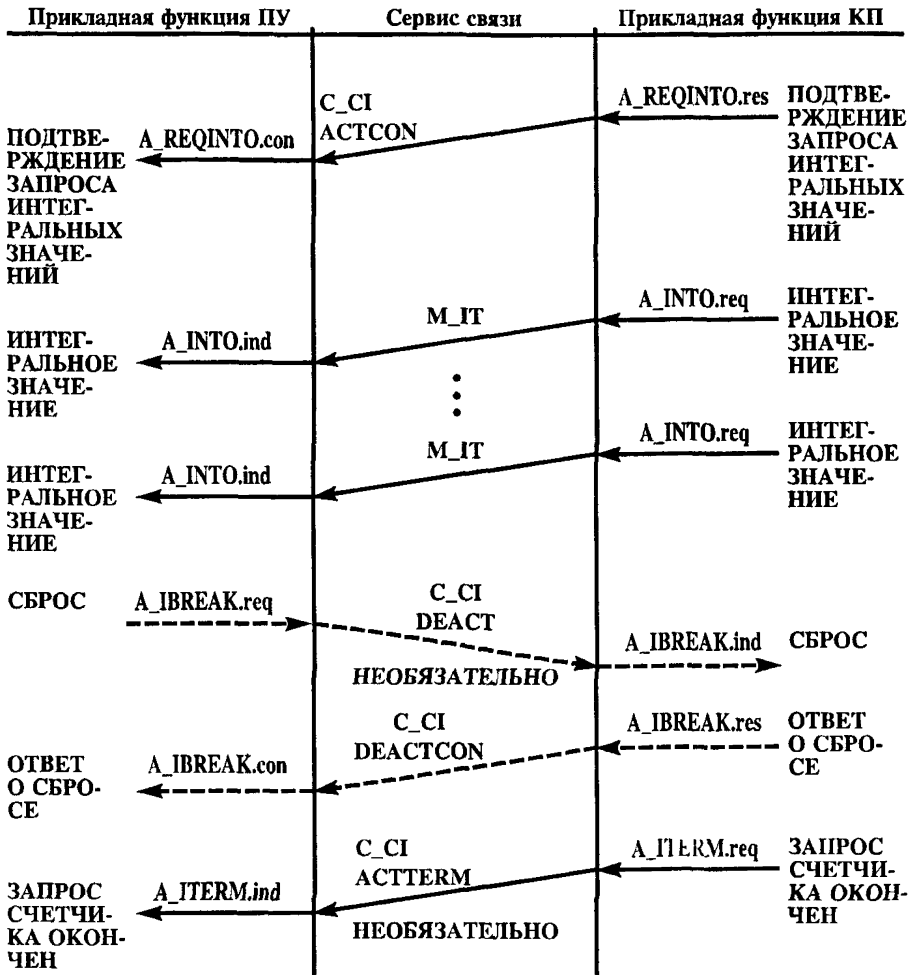 Прикладная функция ПУ
Сервис связи
Прикладная функция КП
C_CI
ACTCON
A_REQINTO.res
ПОДТВЕ-
РЖДЕНИЕ
ЗАПРОСА
ИНТЕГ-
РАЛЬНЫХ
ЗНАЧЕ-
НИЙ
ПОДТВЕ-
РЖДЕНИЕ
ЗАПРОСА
ИНТЕГ-
РАЛЬНЫХ
ЗНАЧЕ-
НИЙ
A_REQINTO.con
M_IT
A_INTO.req
ИНТЕГ-
РАЛЬНОЕ
ЗНАЧЕ-
НИЕ
ИНТЕГ-
РАЛЬНОЕ
ЗНАЧЕ-
НИЕ
A_INTO.ind
M_IT
A_INTO.req
ИНТЕГ-
РАЛЬНОЕ
ЗНАЧЕ-
НИЕ
ИНТЕГ-
РАЛЬНОЕ
ЗНАЧЕ-
НИЕ
A_INTO.ind
СБРОС
A_IBREAK.req
C_CI
DEACT
НЕОБЯЗАТЕЛЬНО
A_IBREAK.ind
СБРОС
C_CI
DEACTCON
A_IBREAK.res
ОТВЕТ
О СБРО-
СЕ
ОТВЕТ
О СБРО-
СЕ
A_IBREAK.con
C_CI
ACTTERM
НЕОБЯЗАТЕЛЬНО
A_ITERM.req
ЗАПРОС
СЧЕТЧИ-
КА ОКОН-
ЧЕН
ЗАПРОС
СЧЕТЧИ-
КА ОКОН-
ЧЕН
A_ITERM.ind